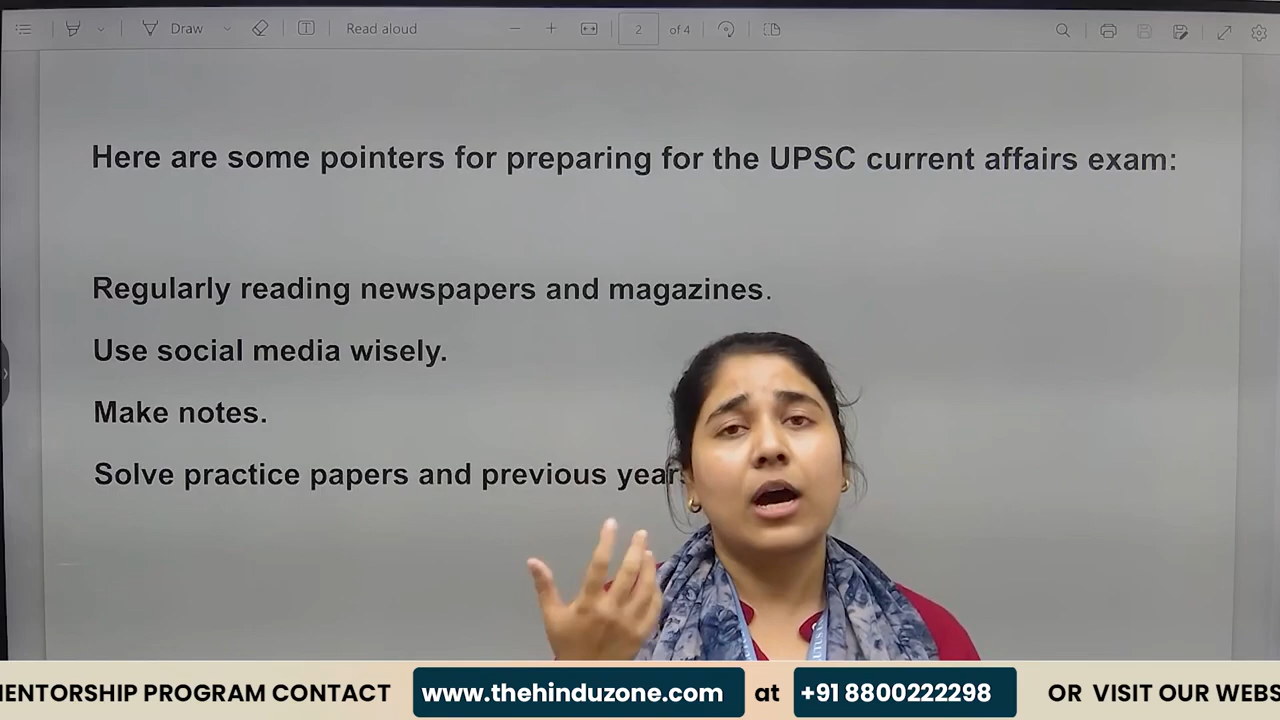 Draw
Read aloud
2
of 4
Here are some pointers for preparing for the UPSC current affairs exam:
Regularly reading newspapers and magazines.
Use social media wisely.
Make notes.
Solve practice papers and previous year
MENTORSHIP PROGRAM CONTACT www.thehinduzone.com at +91 8800222298 OR VISIT OUR WEBS